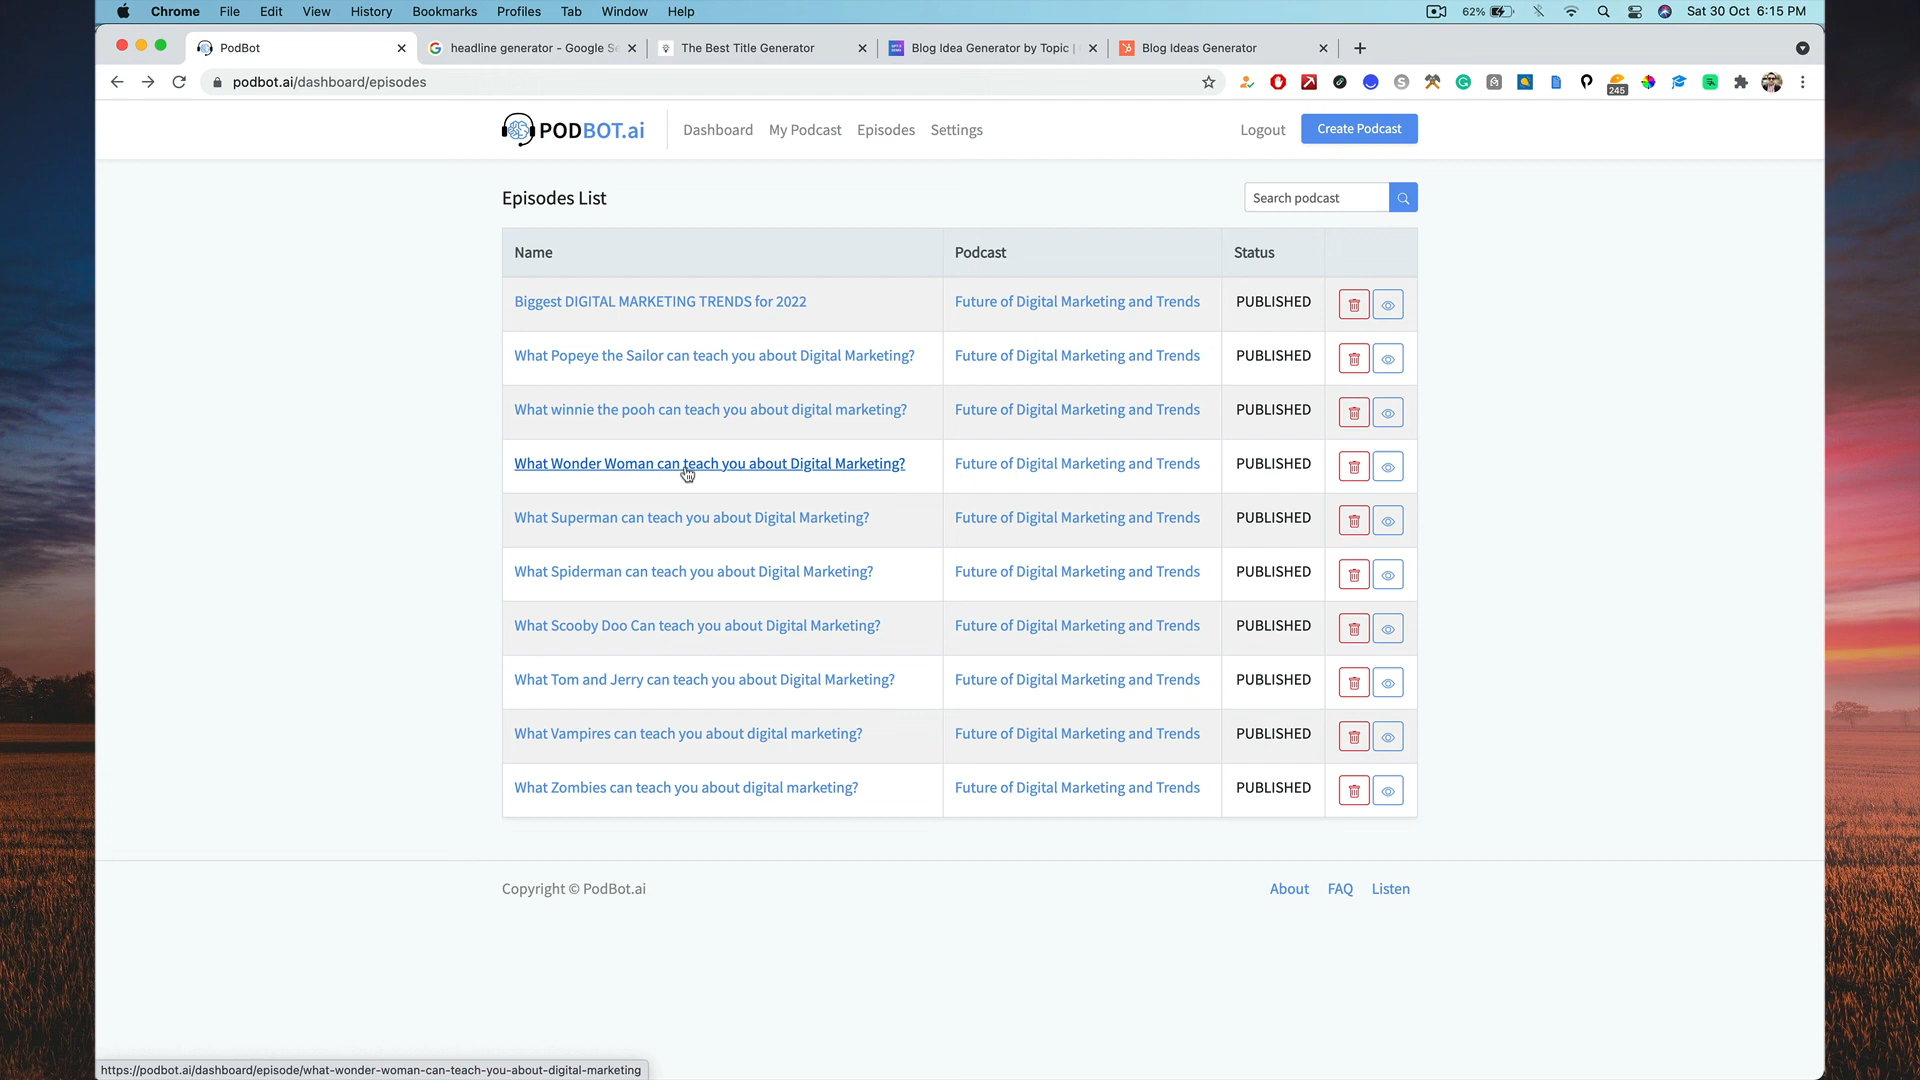 Chrome File Edit View History Bookmarks Profiles Tab Window Help 62% Sat 30 Oct 6:15 PM
PodBot headline generator - Google Se The Best Title Generator Blog Idea Generator by Topic | Blog Ideas Generator
podbot.ai/dashboard/episodes 245
PODBOT.ai Dashboard My Podcast Episodes Settings Logout Create Podcast
Episodes List Search podcast
Name Podcast Status
Biggest DIGITAL MARKETING TRENDS for 2022 Future of Digital Marketing and Trends PUBLISHED
What Popeye the Sailor can teach you about Digital Marketing? Future of Digital Marketing and Trends PUBLISHED
What winnie the pooh can teach you about digital marketing? Future of Digital Marketing and Trends PUBLISHED
What Wonder Woman can teach you about Digital Marketing? Future of Digital Marketing and Trends PUBLISHED
What Superman can teach you about Digital Marketing? Future of Digital Marketing and Trends PUBLISHED
What Spiderman can teach you about Digital Marketing? Future of Digital Marketing and Trends PUBLISHED
What Scooby Doo Can teach you about Digital Marketing? Future of Digital Marketing and Trends PUBLISHED
What Tom and Jerry can teach you about Digital Marketing? Future of Digital Marketing and Trends PUBLISHED
What Vampires can teach you about digital marketing? Future of Digital Marketing and Trends PUBLISHED
What Zombies can teach you about digital marketing? Future of Digital Marketing and Trends PUBLISHED
Copyright © PodBot.ai About FAQ Listen
https://podbot.ai/dashboard/episode/what-wonder-woman-can-teach-you-about-digital-marketing